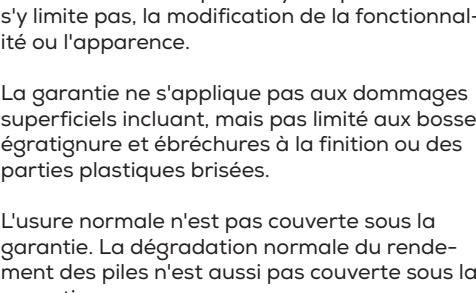 s'y limite pas, la modification de la fonctionnal-
ité ou l'apparence.
La garantie ne s'applique pas aux dommages
superficiels incluant, mais pas limité aux bosse
égratignure et ébréchures à la finition ou des
parties plastiques brisées.
L'usure normale n'est pas couverte sous la
garantie. La dégradation normale du rende-
ment des piles n'est aussi pas couverte sous la